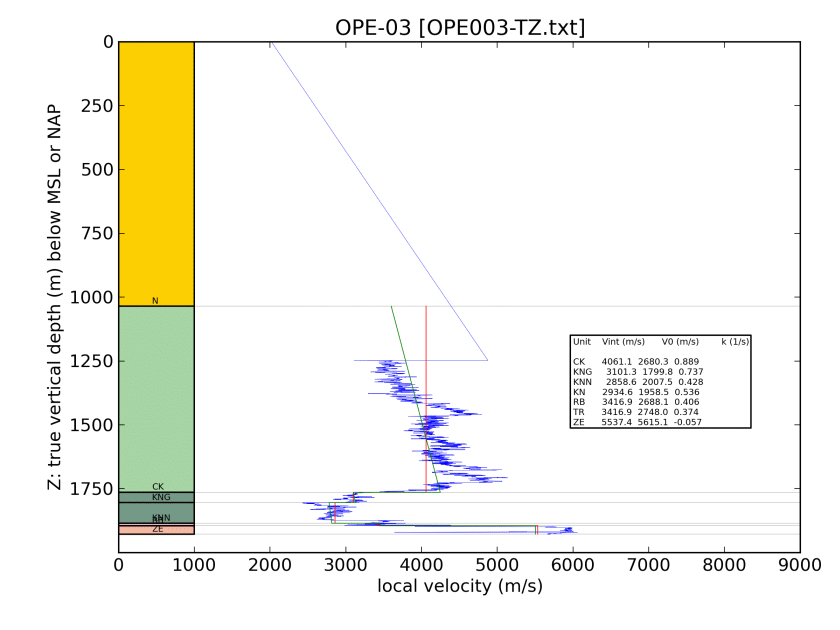 OPE-03 [OPE003-TZ.txt]
0
250
500
750
1000
1250
1500
1750
Z: true vertical depth (m) below MSL or NAP
N
CK
KNG
KNN
ZE
Unit Vint (m/s) V0 (m/s) k (1/s)
CK 4061.1 2680.3 0.889
KNG 3101.3 1799.8 0.737
KNN 2858.6 2007.5 0.428
KN 2934.6 1958.5 0.536
RB 3416.9 2688.1 0.406
TR 3416.9 2748.0 0.374
ZE 5537.4 5615.1 -0.057
0 1000 2000 3000 4000 5000 6000 7000 8000 9000
local velocity (m/s)